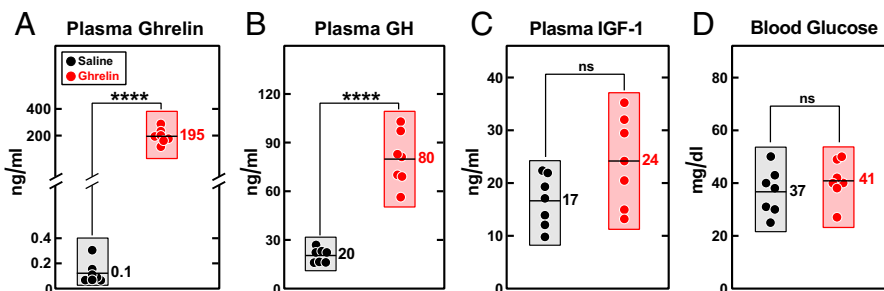 A Plasma Ghrelin
Saline
Ghrelin
ng/ml
400
200
0.4
0.2
0
****
195
0.1
B Plasma GH
ng/ml
120
90
60
30
0
****
80
20
C Plasma IGF-1
ng/ml
40
30
20
10
0
ns
24
17
D Blood Glucose
mg/dl
80
60
40
20
0
ns
41
37